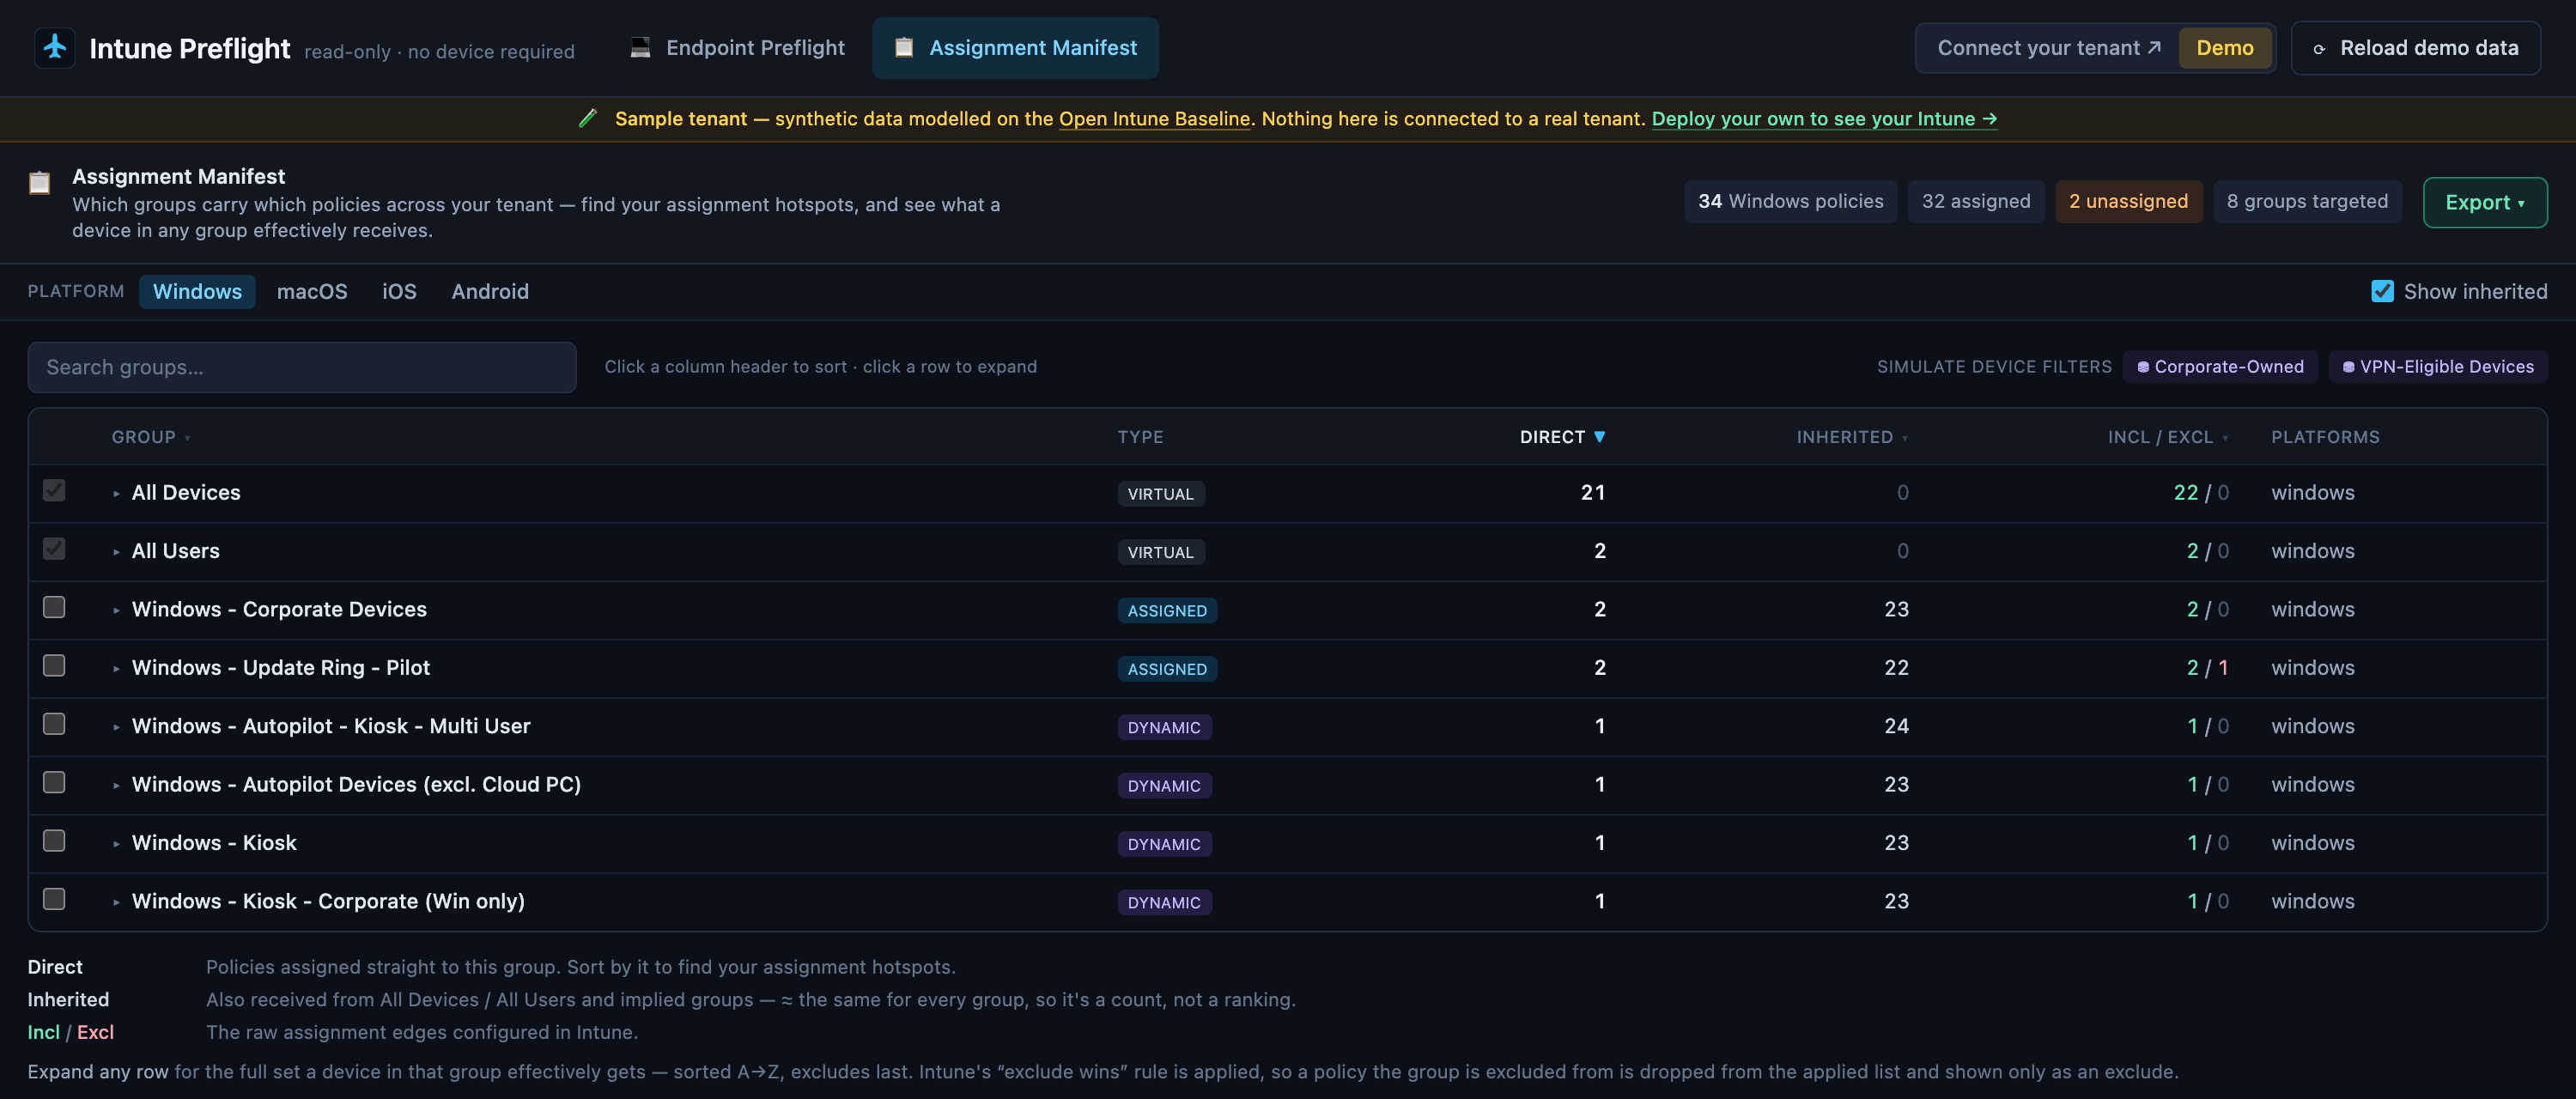 Intune Preflight read-only · no device required Endpoint Preflight Assignment Manifest Connect your tenant ↗ Demo ⟳ Reload demo data
Sample tenant — synthetic data modelled on the Open Intune Baseline. Nothing here is connected to a real tenant. Deploy your own to see your Intune →
Assignment Manifest
Which groups carry which policies across your tenant — find your assignment hotspots, and see what a
device in any group effectively receives.
34 Windows policies 32 assigned 2 unassigned 8 groups targeted Export ▾
PLATFORM Windows macOS iOS Android Show inherited
Search groups… Click a column header to sort · click a row to expand SIMULATE DEVICE FILTERS Corporate-Owned VPN-Eligible Devices
GROUP ▾ TYPE DIRECT ▼ INHERITED ▾ INCL / EXCL ▾ PLATFORMS
▸ All Devices VIRTUAL 21 0 22 / 0 windows
▸ All Users VIRTUAL 2 0 2 / 0 windows
▸ Windows - Corporate Devices ASSIGNED 2 23 2 / 0 windows
▸ Windows - Update Ring - Pilot ASSIGNED 2 22 2 / 1 windows
▸ Windows - Autopilot - Kiosk - Multi User DYNAMIC 1 24 1 / 0 windows
▸ Windows - Autopilot Devices (excl. Cloud PC) DYNAMIC 1 23 1 / 0 windows
▸ Windows - Kiosk DYNAMIC 1 23 1 / 0 windows
▸ Windows - Kiosk - Corporate (Win only) DYNAMIC 1 23 1 / 0 windows
Direct Policies assigned straight to this group. Sort by it to find your assignment hotspots.
Inherited Also received from All Devices / All Users and implied groups — ≈ the same for every group, so it's a count, not a ranking.
Incl / Excl The raw assignment edges configured in Intune.
Expand any row for the full set a device in that group effectively gets — sorted A→Z, excludes last. Intune's “exclude wins” rule is applied, so a policy the group is excluded from is dropped from the applied list and shown only as an exclude.